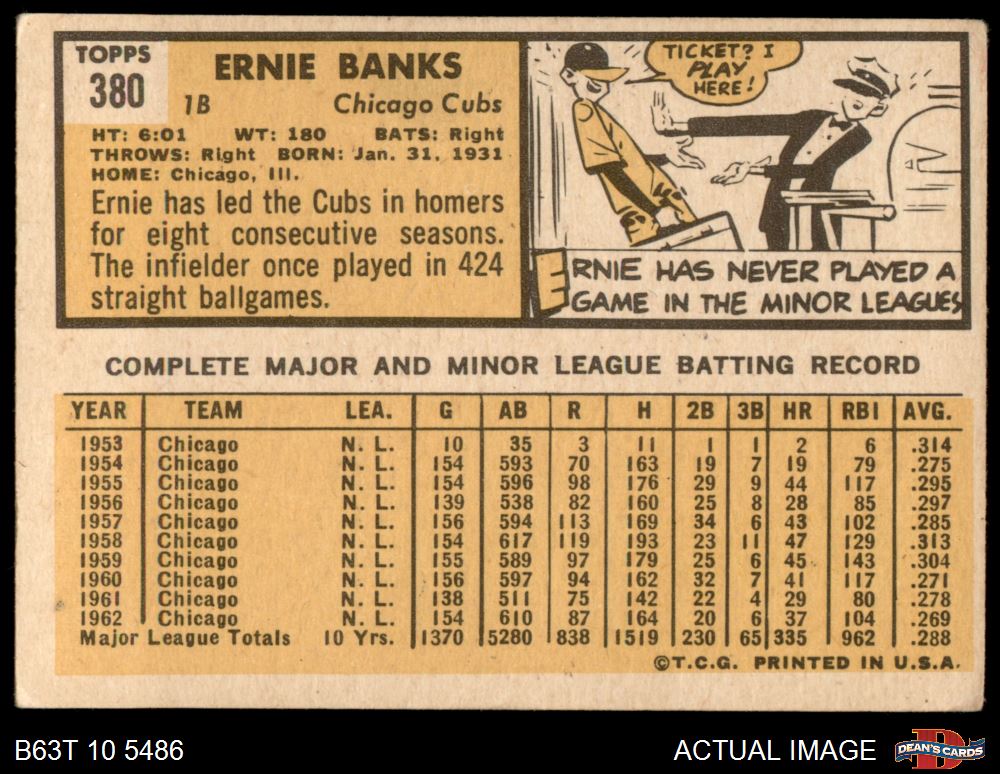 TOPPS
380
ERNIE BANKS
1B Chicago Cubs
HT: 6:01 WT: 180 BATS: Right
THROWS: Right BORN: Jan. 31, 1931
HOME: Chicago, Ill.
Ernie has led the Cubs in homers
for eight consecutive seasons.
The infielder once played in 424
straight ballgames.
TICKET? I
PLAY
HERE!
ERNIE HAS NEVER PLAYED A
GAME IN THE MINOR LEAGUES
COMPLETE MAJOR AND MINOR LEAGUE BATTING RECORD
YEAR TEAM LEA. G AB R H 2B 3B HR RBI AVG.
1953 Chicago N. L. 10 35 3 11 1 1 2 6 .314
1954 Chicago N. L. 154 593 70 163 19 7 19 79 .275
1955 Chicago N. L. 154 596 98 176 29 9 44 117 .295
1956 Chicago N. L. 139 538 82 160 25 8 28 85 .297
1957 Chicago N. L. 156 594 113 169 34 6 43 102 .285
1958 Chicago N. L. 154 617 119 193 23 11 47 129 .313
1959 Chicago N. L. 155 589 97 179 25 6 45 143 .304
1960 Chicago N. L. 156 597 94 162 32 7 41 117 .271
1961 Chicago N. L. 138 511 75 142 22 4 29 80 .278
1962 Chicago N. L. 154 610 87 164 20 6 37 104 .269
Major League Totals 10 Yrs. 1370 5280 838 1519 230 65 335 962 .288
©T.C.G. PRINTED IN U.S.A.
B63T 10 5486
ACTUAL IMAGE
DEAN'S CARDS